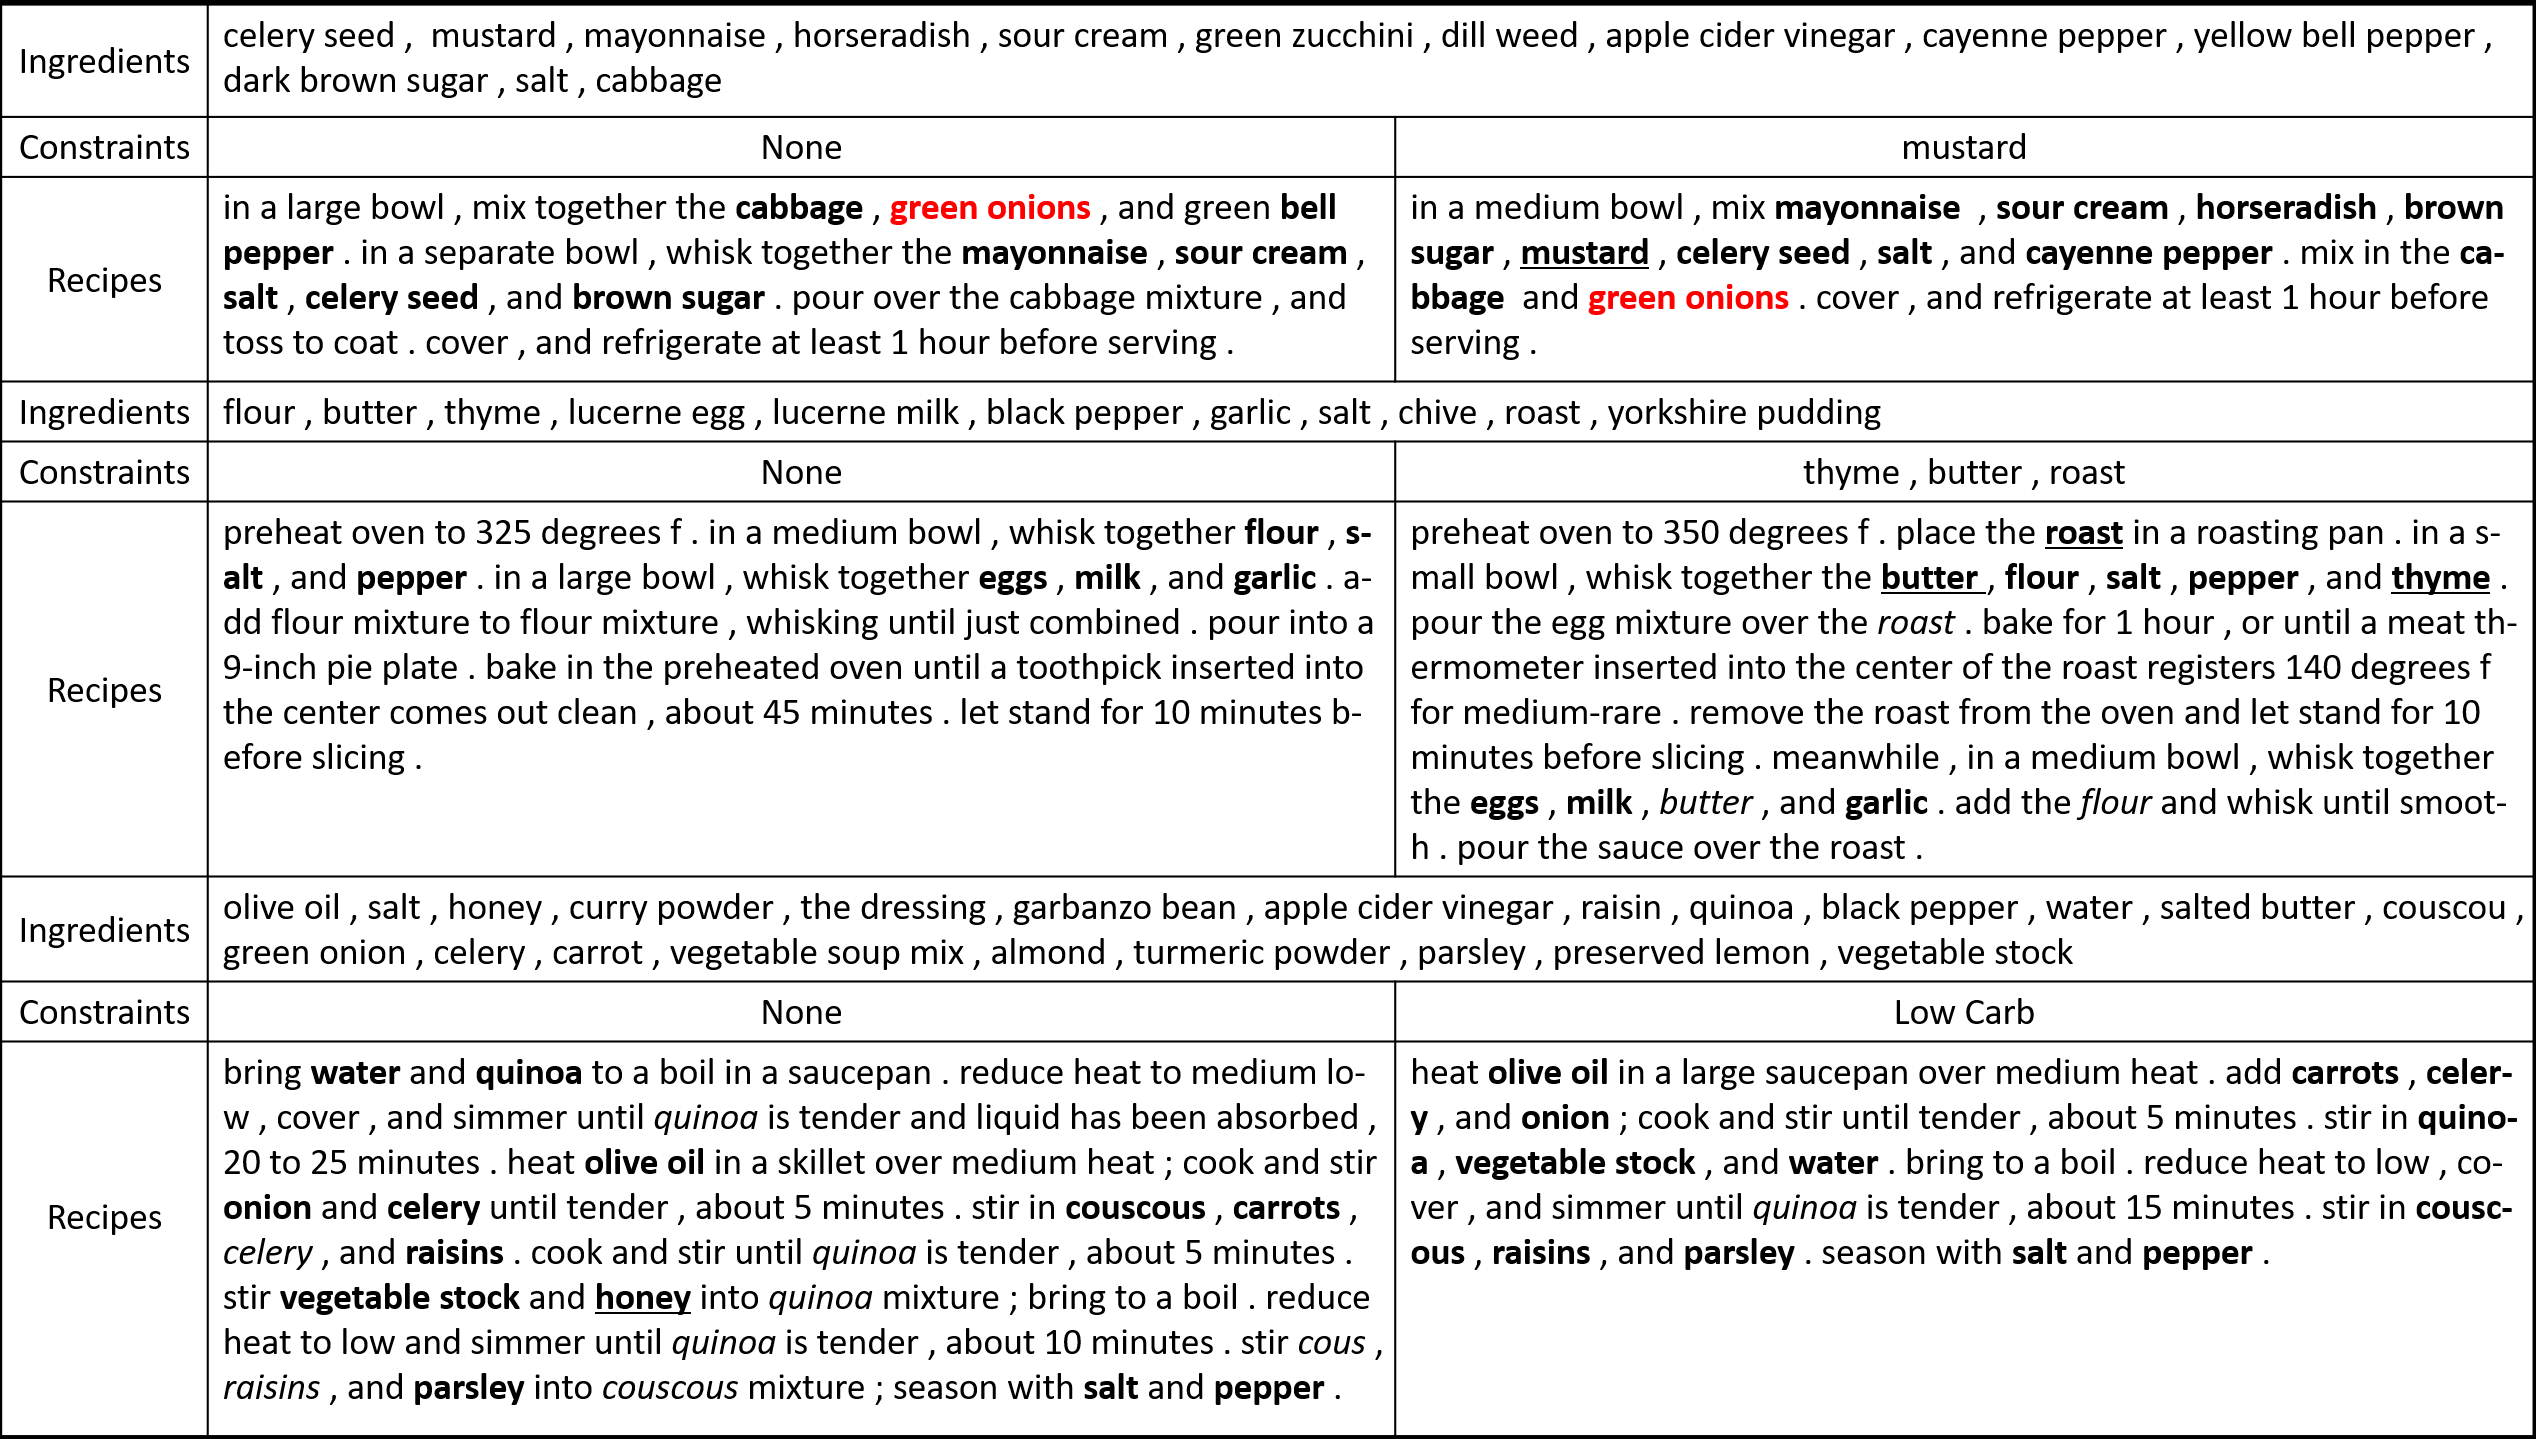 Ingredients
celery seed , mustard , mayonnaise , horseradish , sour cream , green zucchini , dill weed , apple cider vinegar , cayenne pepper , yellow bell pepper ,
dark brown sugar , salt , cabbage
Constraints
None
mustard
Recipes
in a large bowl , mix together the cabbage , green onions , and green bell
pepper . in a separate bowl , whisk together the mayonnaise , sour cream ,
salt , celery seed , and brown sugar . pour over the cabbage mixture , and
toss to coat . cover , and refrigerate at least 1 hour before serving .
in a medium bowl , mix mayonnaise , sour cream , horseradish , brown
sugar , mustard , celery seed , salt , and cayenne pepper . mix in the ca-
bbage and green onions . cover , and refrigerate at least 1 hour before
serving .
Ingredients
flour , butter , thyme , lucerne egg , lucerne milk , black pepper , garlic , salt , chive , roast , yorkshire pudding
Constraints
None
thyme , butter , roast
Recipes
preheat oven to 325 degrees f . in a medium bowl , whisk together flour , s-
alt , and pepper . in a large bowl , whisk together eggs , milk , and garlic . a-
dd flour mixture to flour mixture , whisking until just combined . pour into a
9-inch pie plate . bake in the preheated oven until a toothpick inserted into
the center comes out clean , about 45 minutes . let stand for 10 minutes b-
efore slicing .
preheat oven to 350 degrees f . place the roast in a roasting pan . in a s-
mall bowl , whisk together the butter , flour , salt , pepper , and thyme .
pour the egg mixture over the roast . bake for 1 hour , or until a meat th-
ermometer inserted into the center of the roast registers 140 degrees f
for medium-rare . remove the roast from the oven and let stand for 10
minutes before slicing . meanwhile , in a medium bowl , whisk together
the eggs , milk , butter , and garlic . add the flour and whisk until smoot-
h . pour the sauce over the roast .
Ingredients
olive oil , salt , honey , curry powder , the dressing , garbanzo bean , apple cider vinegar , raisin , quinoa , black pepper , water , salted butter , couscou ,
green onion , celery , carrot , vegetable soup mix , almond , turmeric powder , parsley , preserved lemon , vegetable stock
Constraints
None
Low Carb
Recipes
bring water and quinoa to a boil in a saucepan . reduce heat to medium lo-
w , cover , and simmer until quinoa is tender and liquid has been absorbed ,
20 to 25 minutes . heat olive oil in a skillet over medium heat ; cook and stir
onion and celery until tender , about 5 minutes . stir in couscous , carrots ,
celery , and raisins . cook and stir until quinoa is tender , about 5 minutes .
stir vegetable stock and honey into quinoa mixture ; bring to a boil . reduce
heat to low and simmer until quinoa is tender , about 10 minutes . stir cous ,
raisins , and parsley into couscous mixture ; season with salt and pepper .
heat olive oil in a large saucepan over medium heat . add carrots , celer-
y , and onion ; cook and stir until tender , about 5 minutes . stir in quino-
a , vegetable stock , and water . bring to a boil . reduce heat to low , co-
ver , and simmer until quinoa is tender , about 15 minutes . stir in cousc-
ous , raisins , and parsley . season with salt and pepper .